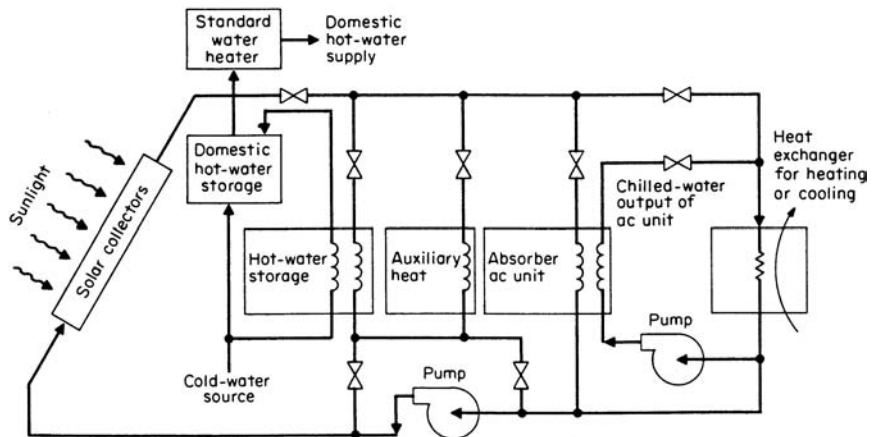 Standard
water
heater
Domestic
hot-water
supply
Sunlight
Solar collectors
Domestic
hot-water
storage
Heat
exchanger
for heating
or cooling
Chilled-water
output of
ac unit
Hot-water
storage
Auxiliary
heat
Absorber
ac unit
Pump
Cold-water
source
Pump